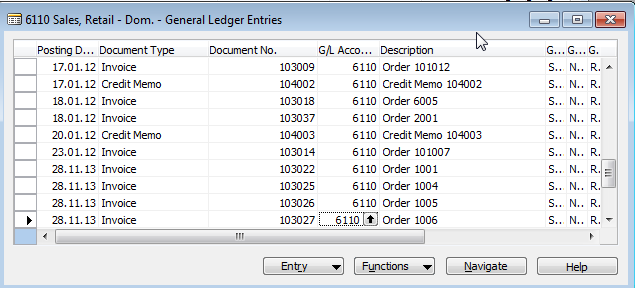 6110 Sales, Retail - Dom. - General Ledger Entries
Posting D... Document Type Document No. G/L Acco... Description G... G... G.
17.01.12 Invoice 103009 6110 Order 101012 S... N... R.
17.01.12 Credit Memo 104002 6110 Credit Memo 104002 S... N... R.
18.01.12 Invoice 103018 6110 Order 6005 S... N... R.
18.01.12 Invoice 103037 6110 Order 2001 S... N... R.
20.01.12 Credit Memo 104003 6110 Credit Memo 104003 S... N... R.
23.01.12 Invoice 103014 6110 Order 101007 S... N... R.
28.11.13 Invoice 103022 6110 Order 1001 S... N... R.
28.11.13 Invoice 103025 6110 Order 1004 S... N... R.
28.11.13 Invoice 103026 6110 Order 1005 S... N... R.
28.11.13 Invoice 103027 6110 Order 1006 S... N... R.
Entry Functions Navigate Help